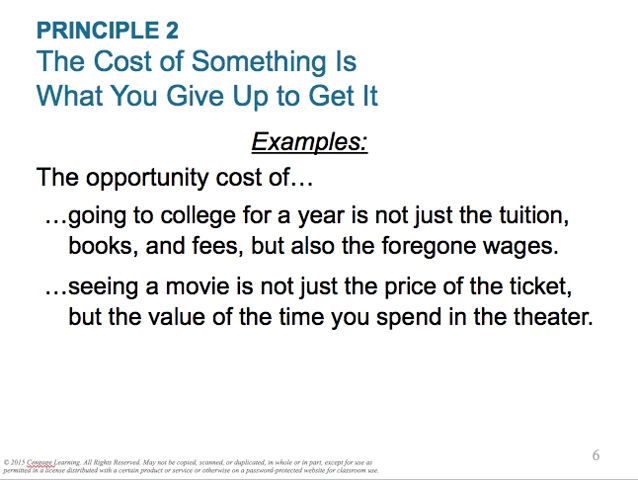 PRINCIPLE 2
The Cost of Something Is
What You Give Up to Get It
Examples:
The opportunity cost of…
…going to college for a year is not just the tuition,
books, and fees, but also the foregone wages.
…seeing a movie is not just the price of the ticket,
but the value of the time you spend in the theater.
© 2015 Cengage Learning. All Rights Reserved. May not be copied, scanned, or duplicated, in whole or in part, except for use as
permitted in a license distributed with a certain product or service or otherwise on a password-protected website for classroom use.
6